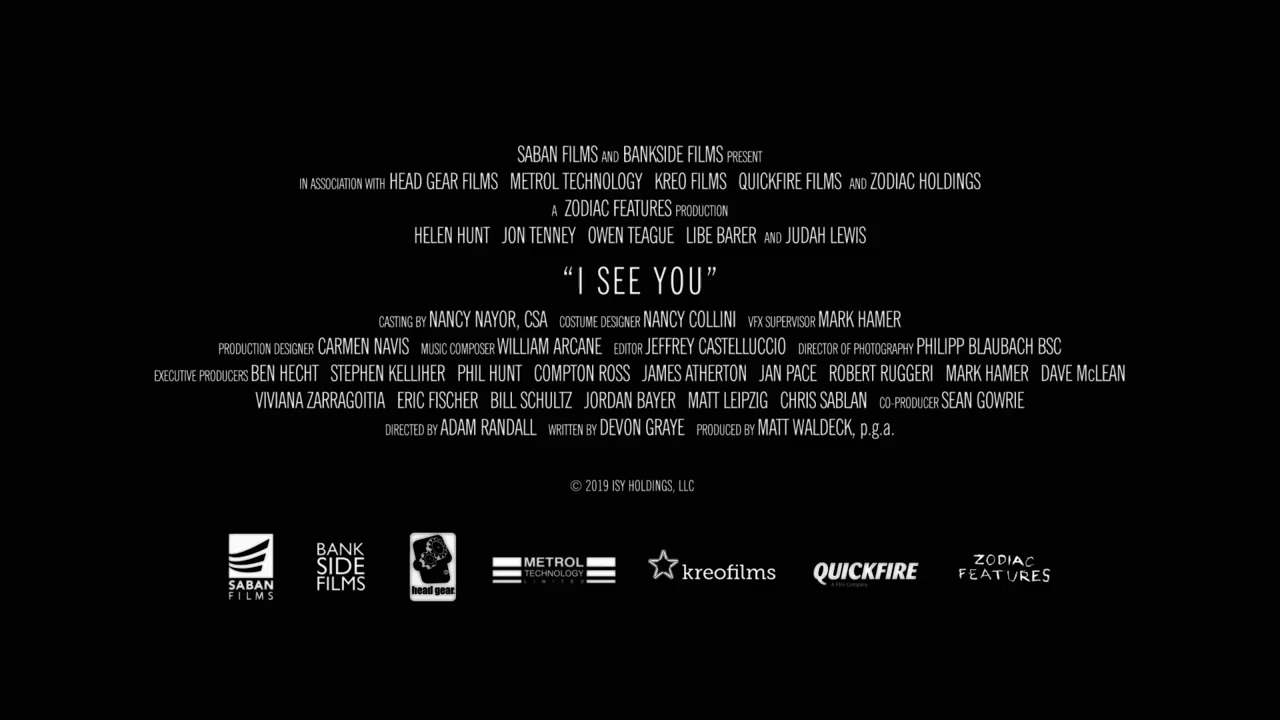 SABAN FILMS AND BANKSIDE FILMS PRESENT
IN ASSOCIATION WITH HEAD GEAR FILMS METROL TECHNOLOGY KREO FILMS QUICKFIRE FILMS AND ZODIAC HOLDINGS
A ZODIAC FEATURES PRODUCTION
HELEN HUNT JON TENNEY OWEN TEAGUE LIBE BARER AND JUDAH LEWIS
“I SEE YOU”
CASTING BY NANCY NAYOR, CSA COSTUME DESIGNER NANCY COLLINI VFX SUPERVISOR MARK HAMER
PRODUCTION DESIGNER CARMEN NAVIS MUSIC COMPOSER WILLIAM ARCANE EDITOR JEFFREY CASTELLUCCIO DIRECTOR OF PHOTOGRAPHY PHILIPP BLAUBACH BSC
EXECUTIVE PRODUCERS BEN HECHT STEPHEN KELLIHER PHIL HUNT COMPTON ROSS JAMES ATHERTON JAN PACE ROBERT RUGGERI MARK HAMER DAVE McLEAN
VIVIANA ZARRAGOITIA ERIC FISCHER BILL SCHULTZ JORDAN BAYER MATT LEIPZIG CHRIS SABLAN CO-PRODUCER SEAN GOWRIE
DIRECTED BY ADAM RANDALL WRITTEN BY DEVON GRAYE PRODUCED BY MATT WALDECK, p.g.a.
© 2019 ISY HOLDINGS, LLC
SABAN
FILMS
BANK
SIDE
FILMS
head gear
METROL
TECHNOLOGY
LIMITED
kreofilms
QUICKFIRE
A Film Company
ZODIAC
FEATURES